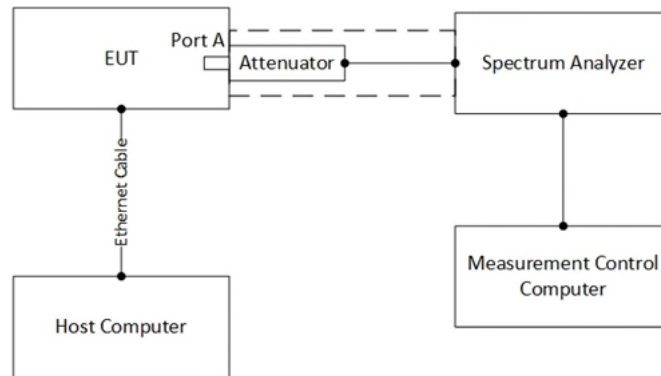 Port A
EUT
Attenuator
Spectrum Analyzer
Ethernet Cable
Measurement Control
Computer
Host Computer